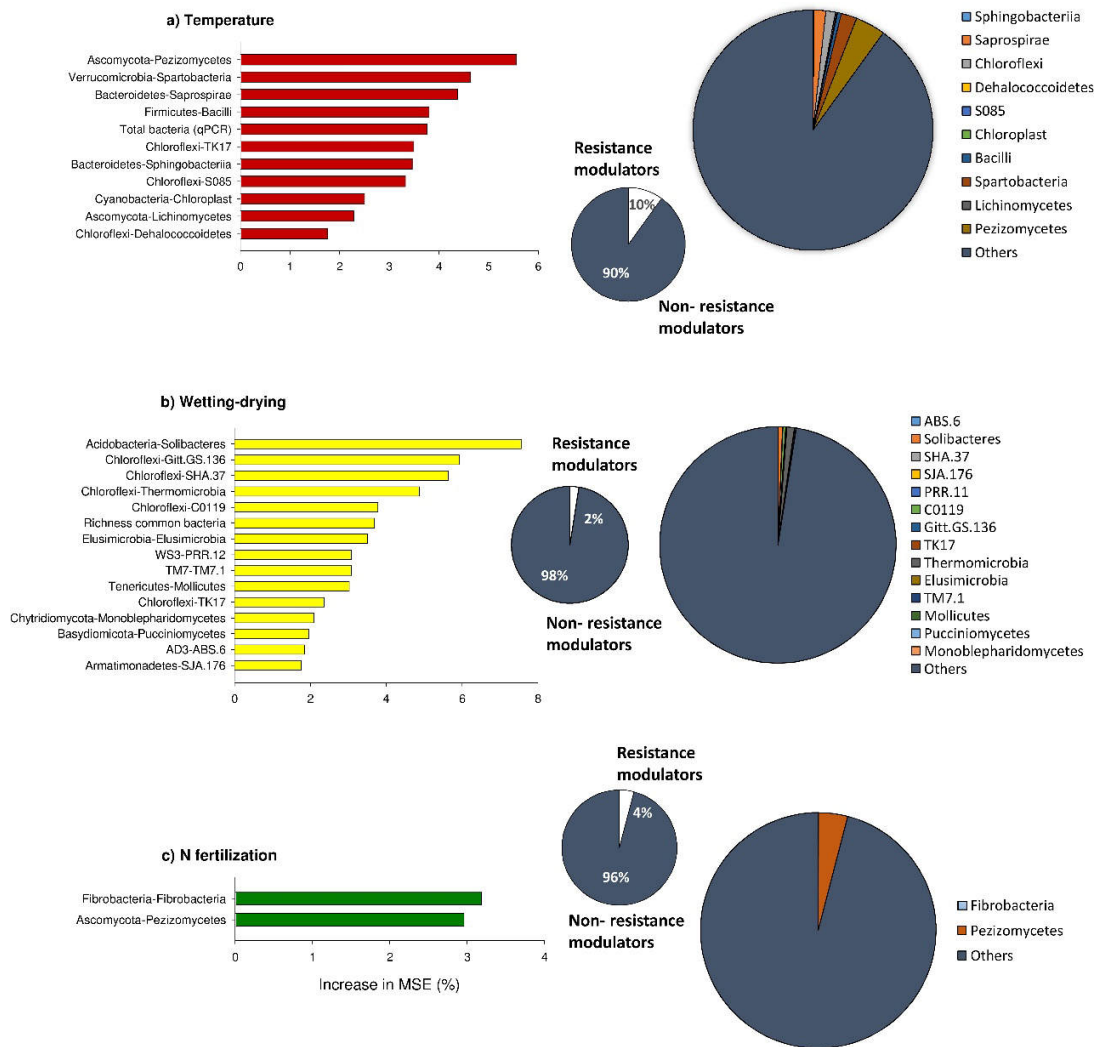 a) Temperature
Ascomycota-Pezizomycetes
Verrucomicrobia-Spartobacteria
Bacteroidetes-Saprospirae
Firmicutes-Bacilli
Total bacteria (qPCR)
Chloroflexi-TK17
Bacteroidetes-Sphingobacteriia
Chloroflexi-S085
Cyanobacteria-Chloroplast
Ascomycota-Lichinomycetes
Chloroflexi-Dehalococcoidetes
0 1 2 3 4 5 6
Resistance
modulators
10%
90%
Non- resistance
modulators
Sphingobacteriia
Saprospirae
Chloroflexi
Dehalococcoidetes
S085
Chloroplast
Bacilli
Spartobacteria
Lichinomycetes
Pezizomycetes
Others
b) Wetting-drying
Acidobacteria-Solibacteres
Chloroflexi-Gitt.GS.136
Chloroflexi-SHA.37
Chloroflexi-Thermomicrobia
Chloroflexi-C0119
Richness common bacteria
Elusimicrobia-Elusimicrobia
WS3-PRR.12
TM7-TM7.1
Tenericutes-Mollicutes
Chloroflexi-TK17
Chytridiomycota-Monoblepharidomycetes
Basydiomicota-Pucciniomycetes
AD3-ABS.6
Armatimonadetes-SJA.176
0 2 4 6 8
Resistance
modulators
2%
98%
Non- resistance
modulators
ABS.6
Solibacteres
SHA.37
SJA.176
PRR.11
C0119
Gitt.GS.136
TK17
Thermomicrobia
Elusimicrobia
TM7.1
Mollicutes
Pucciniomycetes
Monoblepharidomycetes
Others
c) N fertilization
Fibrobacteria-Fibrobacteria
Ascomycota-Pezizomycetes
0 1 2 3 4
Increase in MSE (%)
Resistance
modulators
4%
96%
Non- resistance
modulators
Fibrobacteria
Pezizomycetes
Others